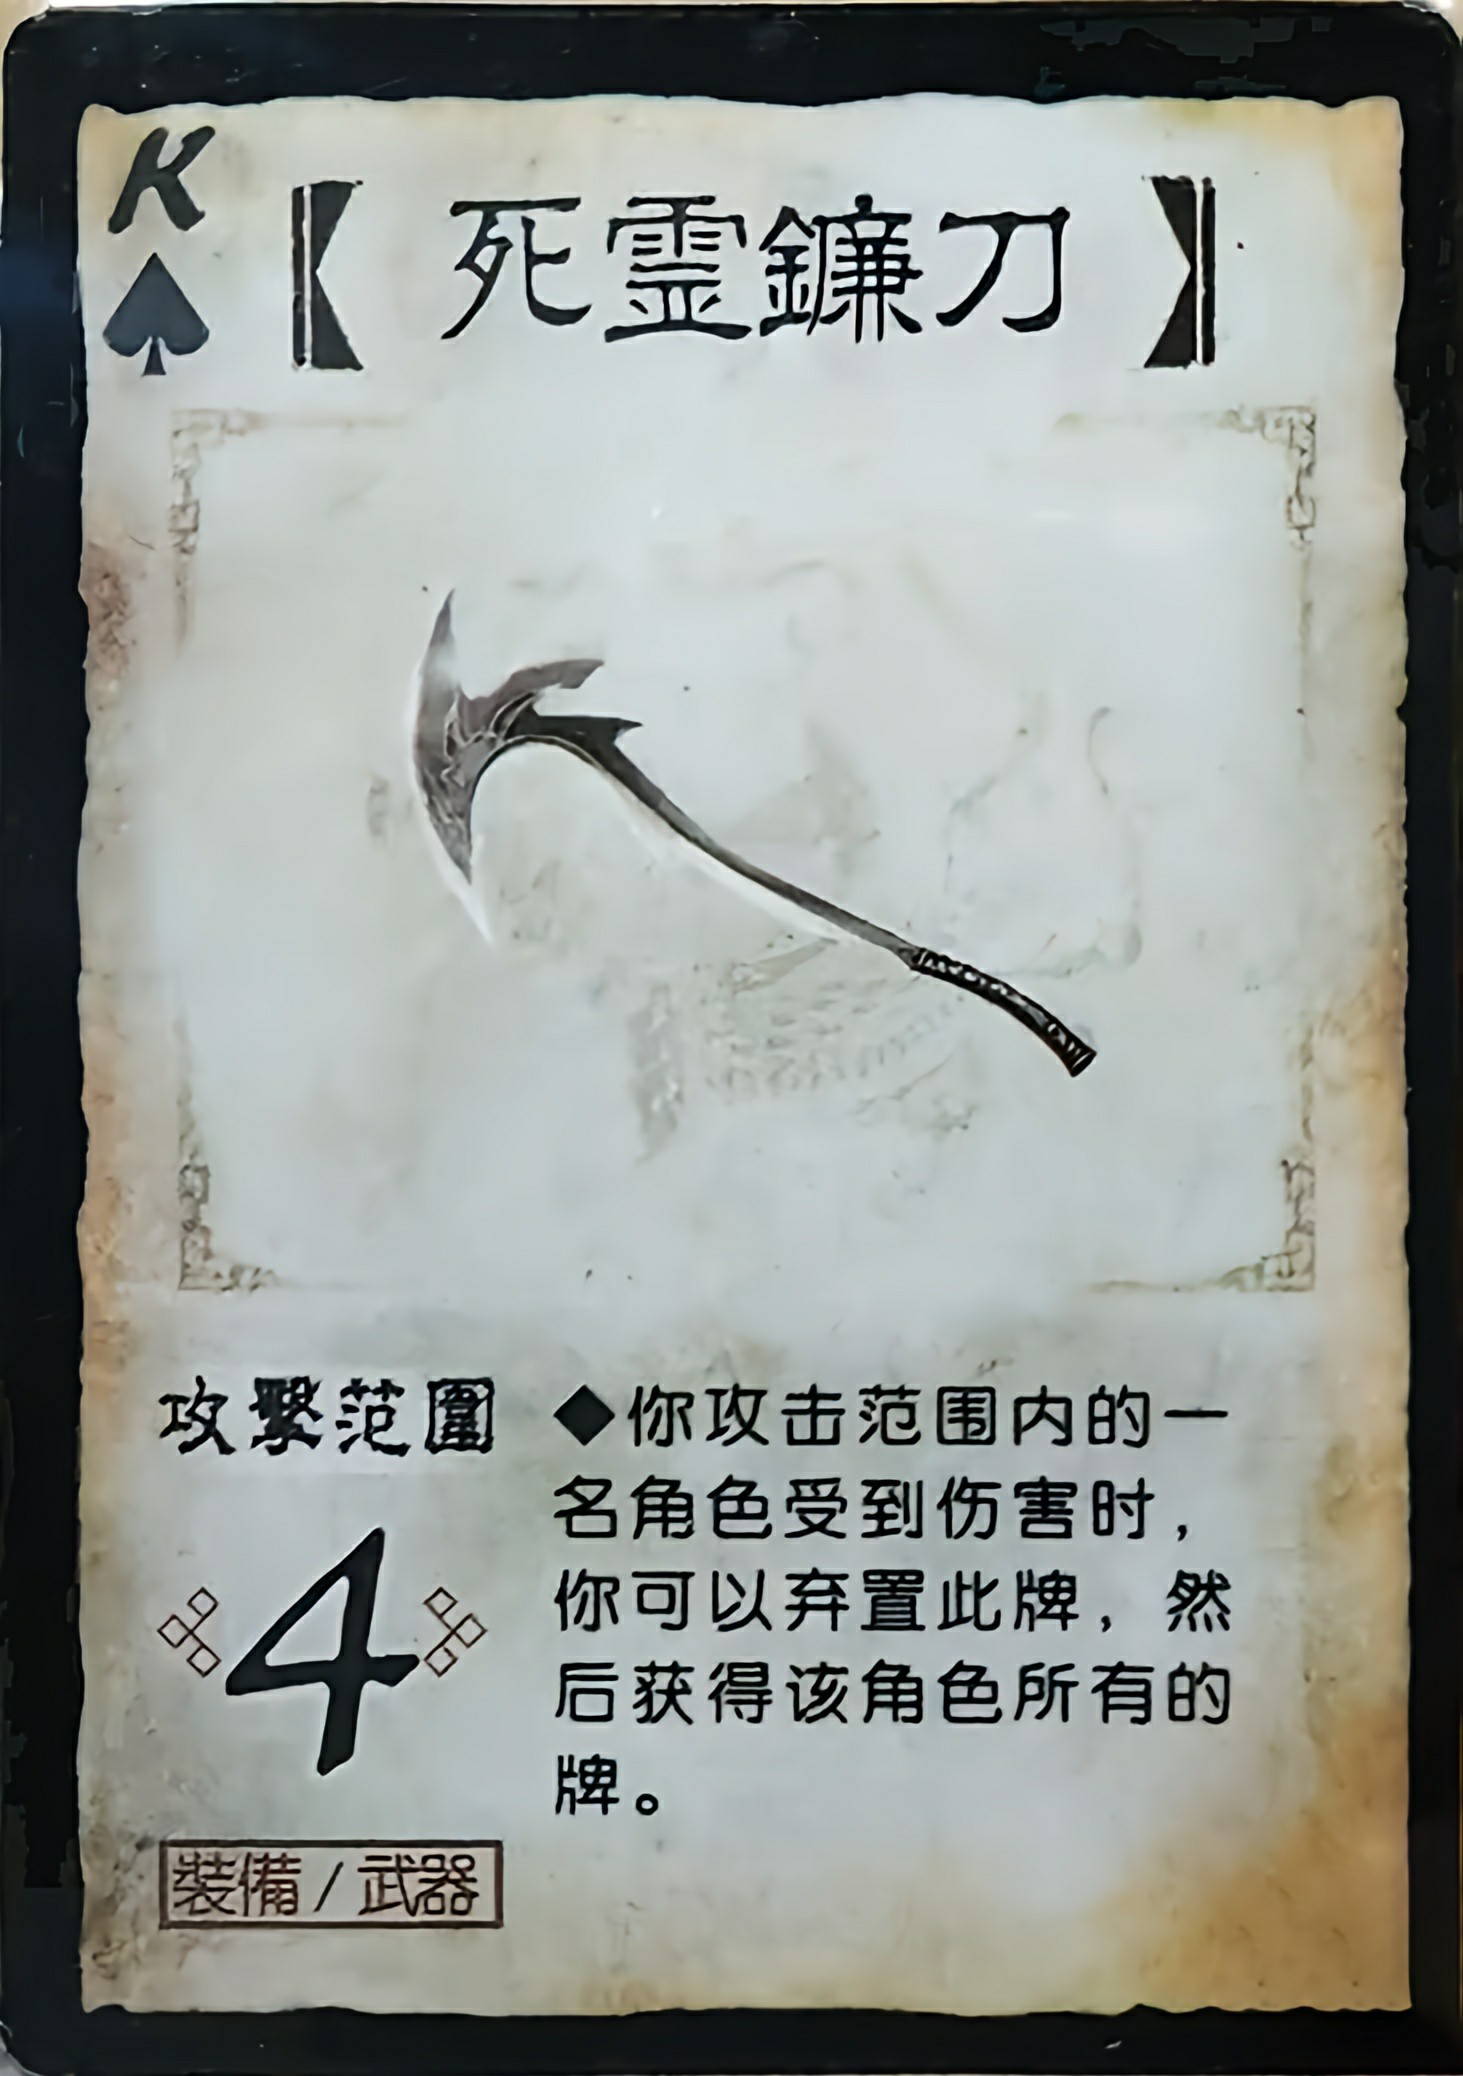 K
【死霊鐮刀】
攻擊范圍
4
◆你攻击范围内的一
名角色受到伤害时，
你可以弃置此牌，然
后获得该角色所有的
牌。
裝備/武器